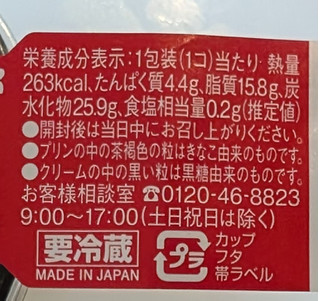 栄養成分表示:1包装(1コ)当たり 熱量
263kcal、たんぱく質4.4g、脂質15.8g、炭
水化物25.9g、食塩相当量0.2g(推定値)
●開封後は当日中にお召し上がりください。
●プリンの中の茶褐色の粒はきなこ由来のものです。
●クリームの中の黒い粒は黒糖由来のものです。
お客様相談室 ☎0120-46-8823
9:00〜17:00(土日祝日は除く)
要冷蔵
MADE IN JAPAN
プラ
カップ
フタ
帯ラベル